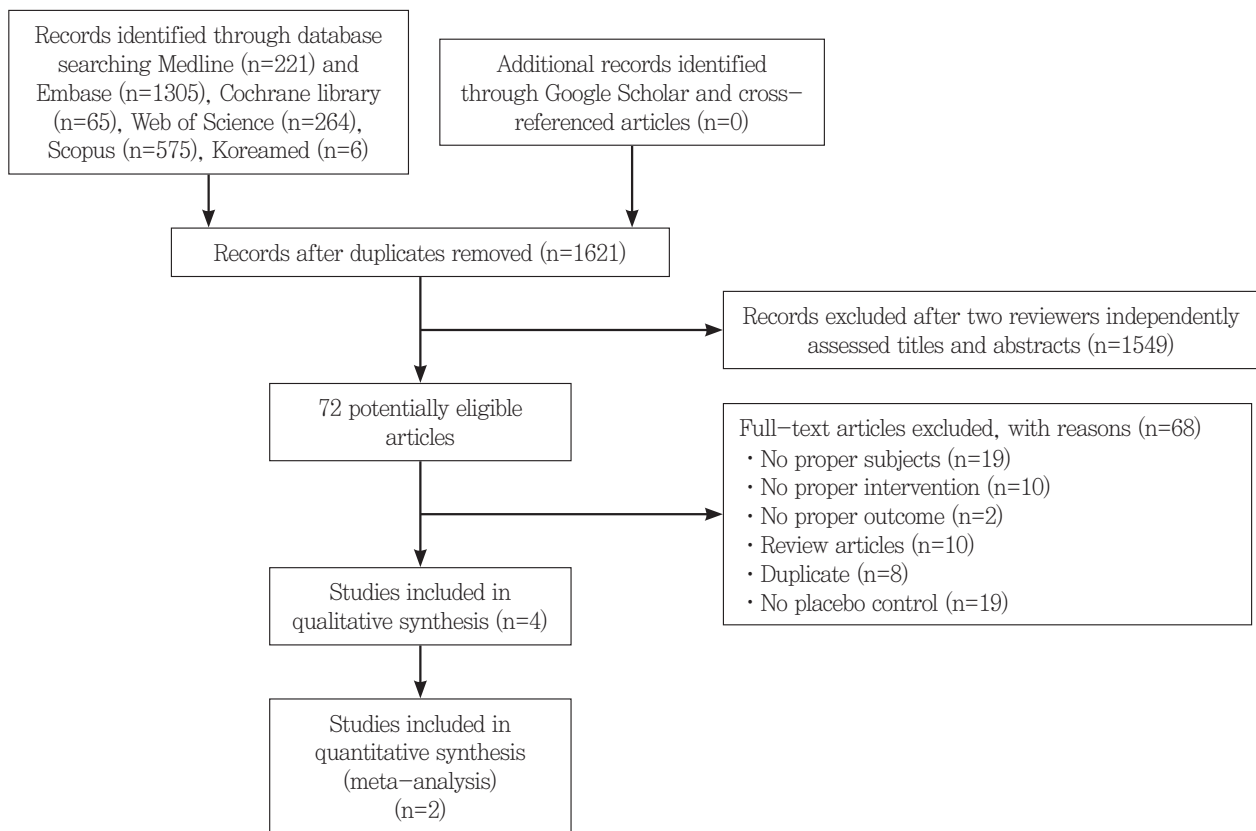 Records identified through database
searching Medline (n=221) and
Embase (n=1305), Cochrane library
(n=65), Web of Science (n=264),
Scopus (n=575), Koreamed (n=6)
Additional records identified
through Google Scholar and cross-
referenced articles (n=0)
Records after duplicates removed (n=1621)
Records excluded after two reviewers independently
assessed titles and abstracts (n=1549)
72 potentially eligible
articles
Full-text articles excluded, with reasons (n=68)
· No proper subjects (n=19)
· No proper intervention (n=10)
· No proper outcome (n=2)
· Review articles (n=10)
· Duplicate (n=8)
· No placebo control (n=19)
Studies included in
qualitative synthesis (n=4)
Studies included in
quantitative synthesis
(meta-analysis)
(n=2)